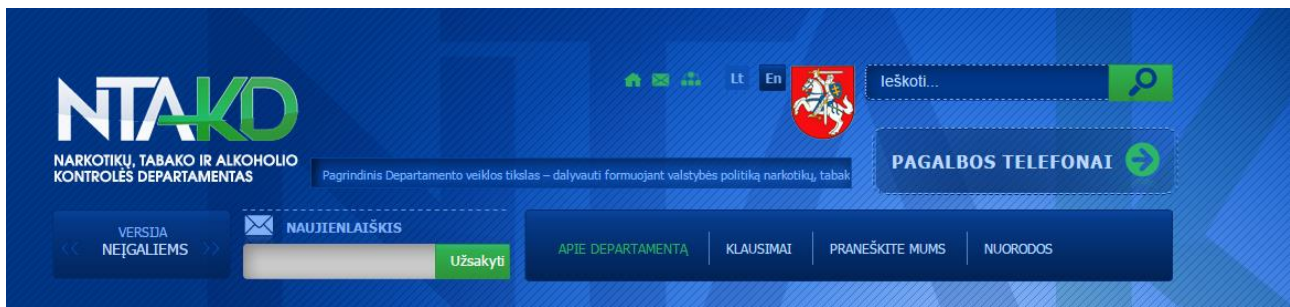 Lt En
Ieškoti...
NTAKD
NARKOTIKŲ, TABAKO IR ALKOHOLIO
KONTROLĖS DEPARTAMENTAS
Pagrindinis Departamento veiklos tikslas – dalyvauti formuojant valstybės politiką narkotikų, tabak
PAGALBOS TELEFONAI
VERSIJA
<< NEĮGALIEMS >>
NAUJIENLAIŠKIS
Užsakyti
APIE DEPARTAMENTĄ KLAUSIMAI PRANEŠKITE MUMS NUORODOS